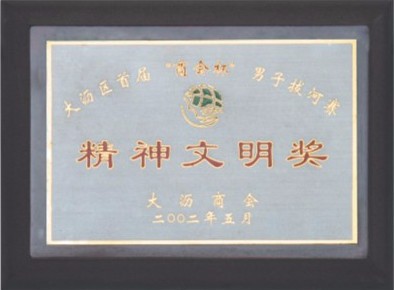 大沥区首届"商会杯"男子拔河赛
精神文明奖
大沥商会
二〇〇二年五月